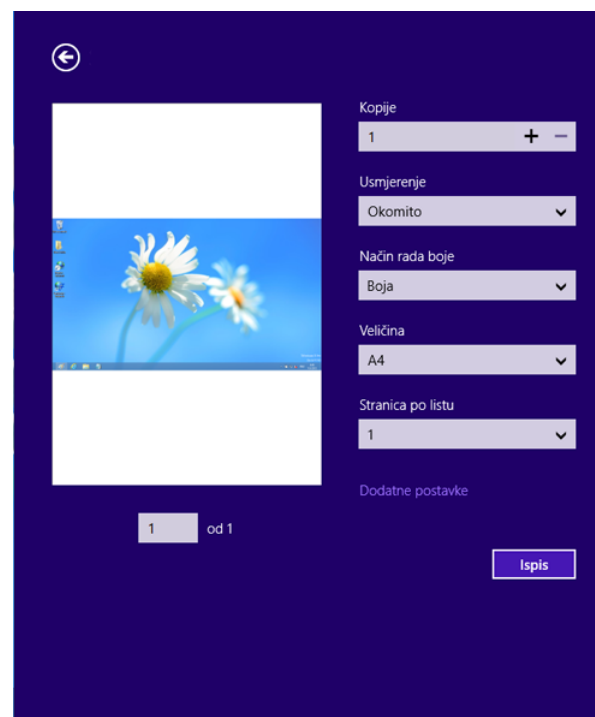 Kopije
1
Usmjerenje
Okomito
Način rada boje
Boja
Veličina
A4
Stranica po listu
1
Dodatne postavke
1 od 1
Ispis